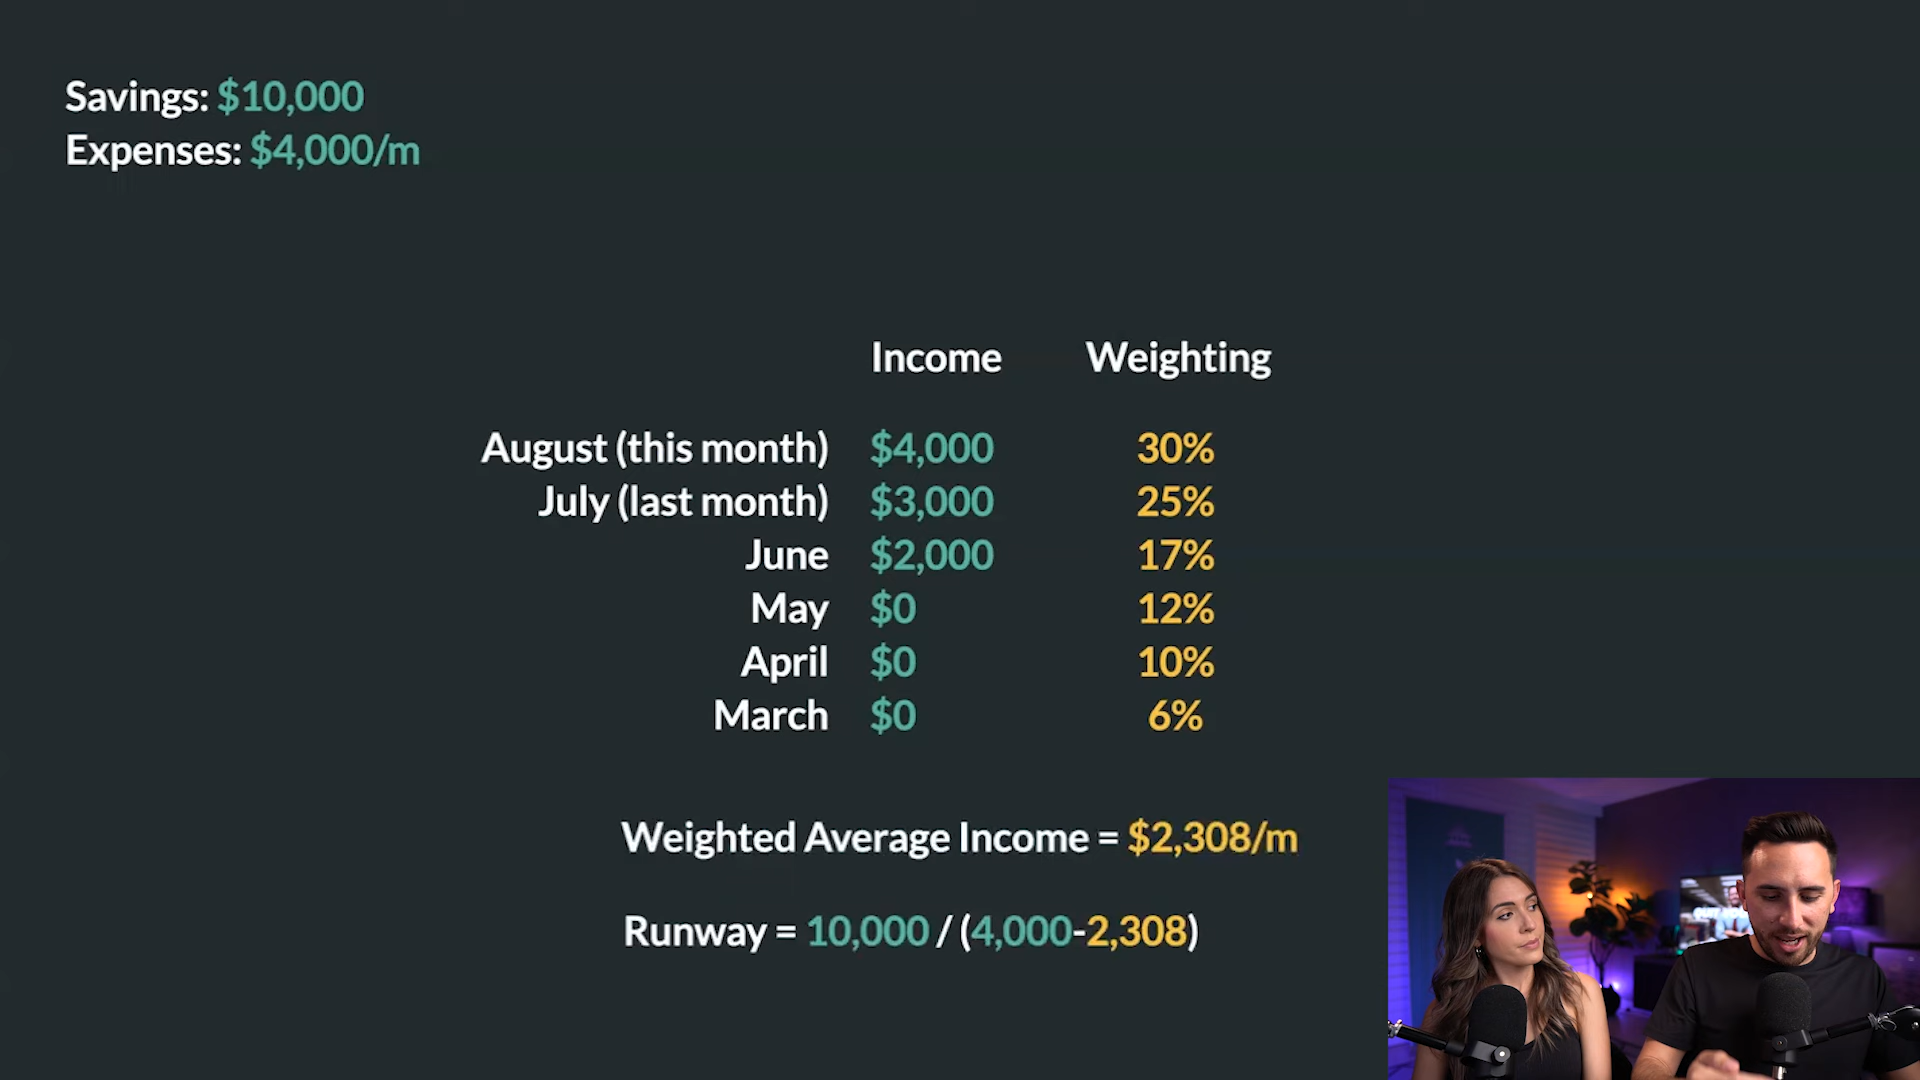 Savings: $10,000
Expenses: $4,000/m
Income Weighting
August (this month) $4,000 30%
July (last month) $3,000 25%
June $2,000 17%
May $0 12%
April $0 10%
March $0 6%
Weighted Average Income = $2,308/m
Runway = 10,000 / (4,000-2,308)